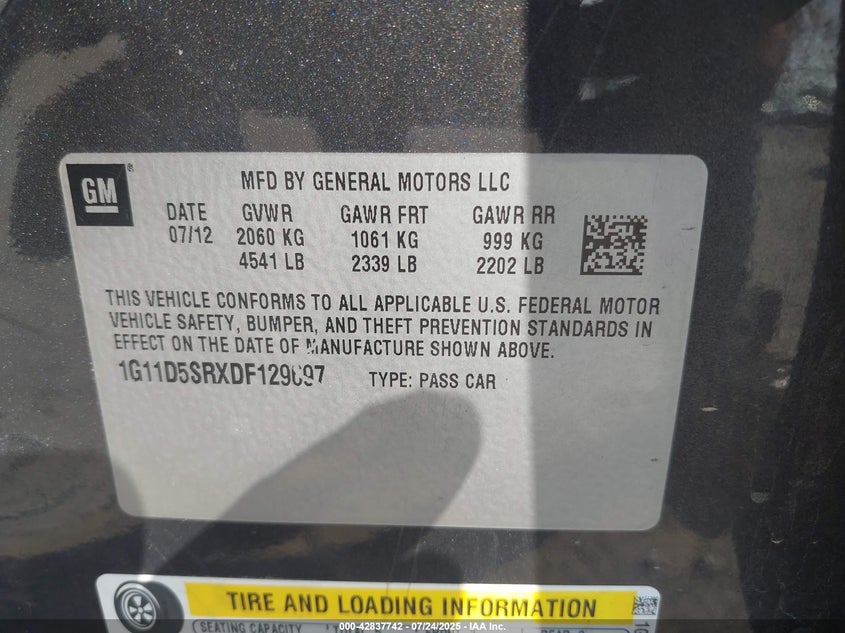 GM
MFD BY GENERAL MOTORS LLC
DATE GVWR GAWR FRT GAWR RR
07/12 2060 KG 1061 KG 999 KG
4541 LB 2339 LB 2202 LB
THIS VEHICLE CONFORMS TO ALL APPLICABLE U.S. FEDERAL MOTOR
VEHICLE SAFETY, BUMPER, AND THEFT PREVENTION STANDARDS IN
EFFECT ON THE DATE OF MANUFACTURE SHOWN ABOVE.
1G11D5SRXDF129697 TYPE: PASS CAR
TIRE AND LOADING INFORMATION
SEATING CAPACITY
000-42837742 - 07/24/2025 - IAA, Inc.